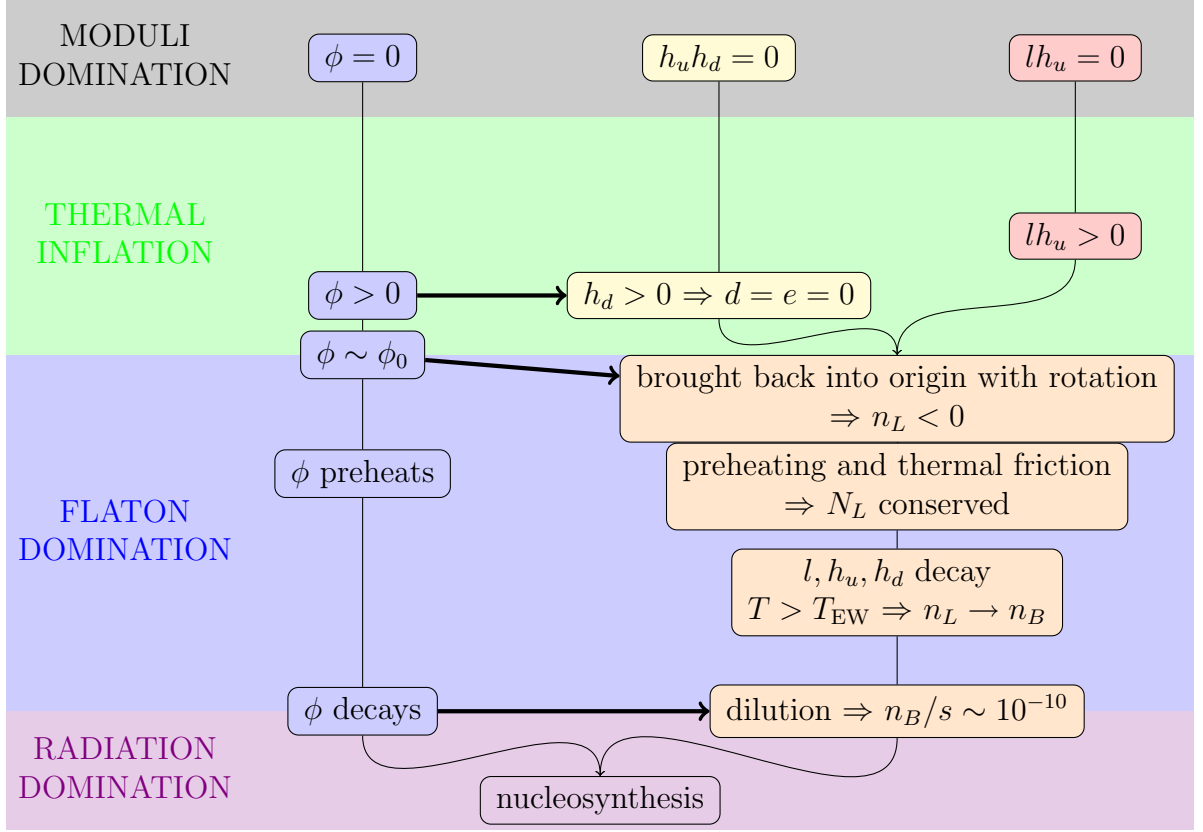 MODULI
DOMINATION
ϕ = 0
h_u h_d = 0
lh_u = 0
THERMAL
INFLATION
lh_u > 0
ϕ > 0
h_d > 0 ⇒ d = e = 0
ϕ ∼ ϕ_0
brought back into origin with rotation
⇒ n_L < 0
ϕ preheats
preheating and thermal friction
⇒ N_L conserved
FLATON
DOMINATION
l, h_u, h_d decay
T > T_EW ⇒ n_L → n_B
ϕ decays
dilution ⇒ n_B/s ∼ 10^{-10}
RADIATION
DOMINATION
nucleosynthesis